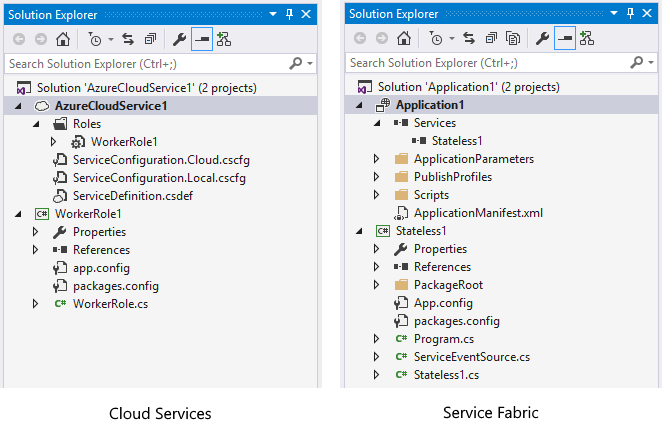 Solution Explorer
Search Solution Explorer (Ctrl+;)
Solution 'AzureCloudService1' (2 projects)
AzureCloudService1
Roles
WorkerRole1
ServiceConfiguration.Cloud.cscfg
ServiceConfiguration.Local.cscfg
ServiceDefinition.csdef
C# WorkerRole1
Properties
References
app.config
packages.config
C# WorkerRole.cs
Cloud Services
Solution Explorer
Search Solution Explorer (Ctrl+;)
Solution 'Application1' (2 projects)
Application1
Services
Stateless1
ApplicationParameters
PublishProfiles
Scripts
ApplicationManifest.xml
C# Stateless1
Properties
References
PackageRoot
App.config
packages.config
C# Program.cs
C# ServiceEventSource.cs
C# Stateless1.cs
Service Fabric